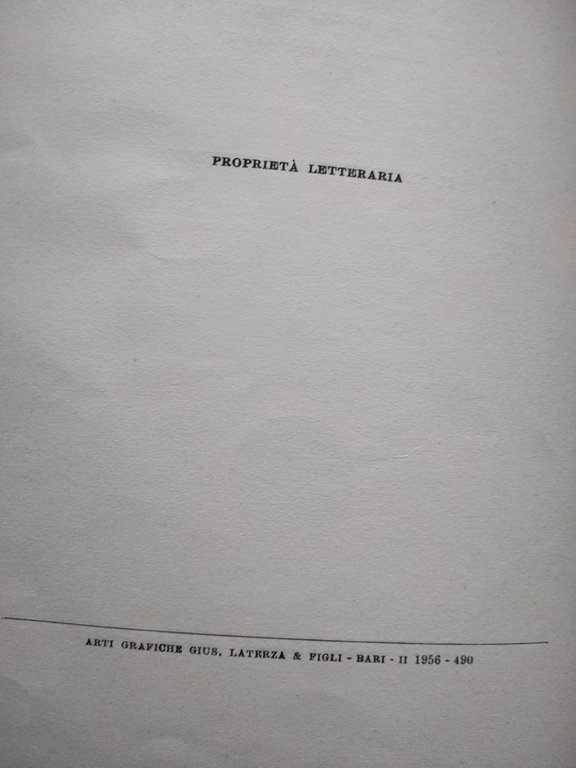 PROPRIETÀ LETTERARIA
ARTI GRAFICHE GIUS. LATERZA & FIGLI - BARI - II 1956 - 490